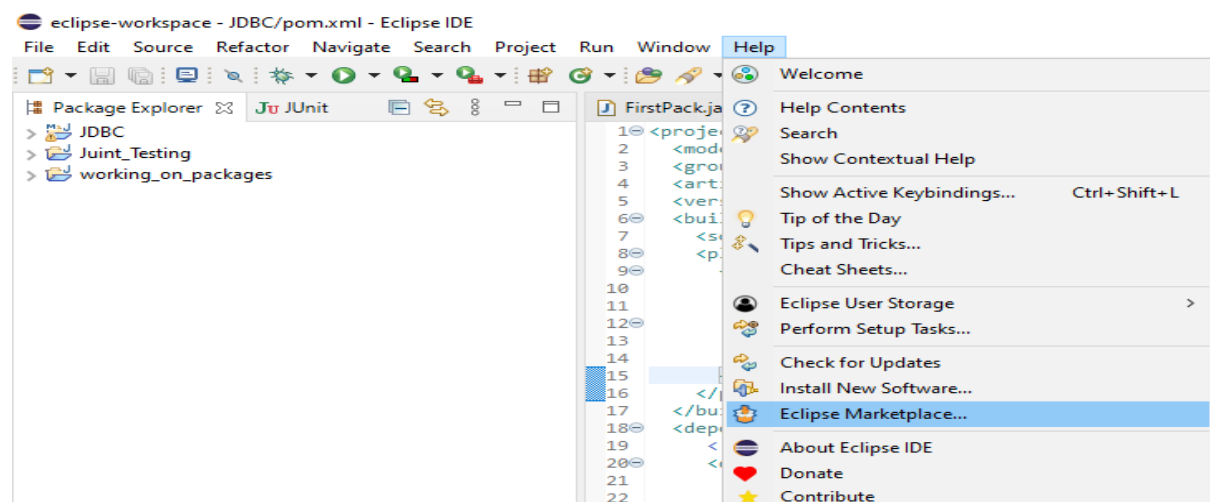 eclipse-workspace - JDBC/pom.xml - Eclipse IDE
File Edit Source Refactor Navigate Search Project Run Window Help
Package Explorer JUnit
JDBC
Juint_Testing
working_on_packages
FirstPack.ja
1 <proje
2 <mod
3 <gro
4 <art
5 <ver
6 <bui
7 <s
8 <p
9
10
11
12
13
14
15
16 </
17 </bu
18 <dep
19 <
20 <
21
22
Welcome
Help Contents
Search
Show Contextual Help
Show Active Keybindings... Ctrl+Shift+L
Tip of the Day
Tips and Tricks...
Cheat Sheets...
Eclipse User Storage >
Perform Setup Tasks...
Check for Updates
Install New Software...
Eclipse Marketplace...
About Eclipse IDE
Donate
Contribute